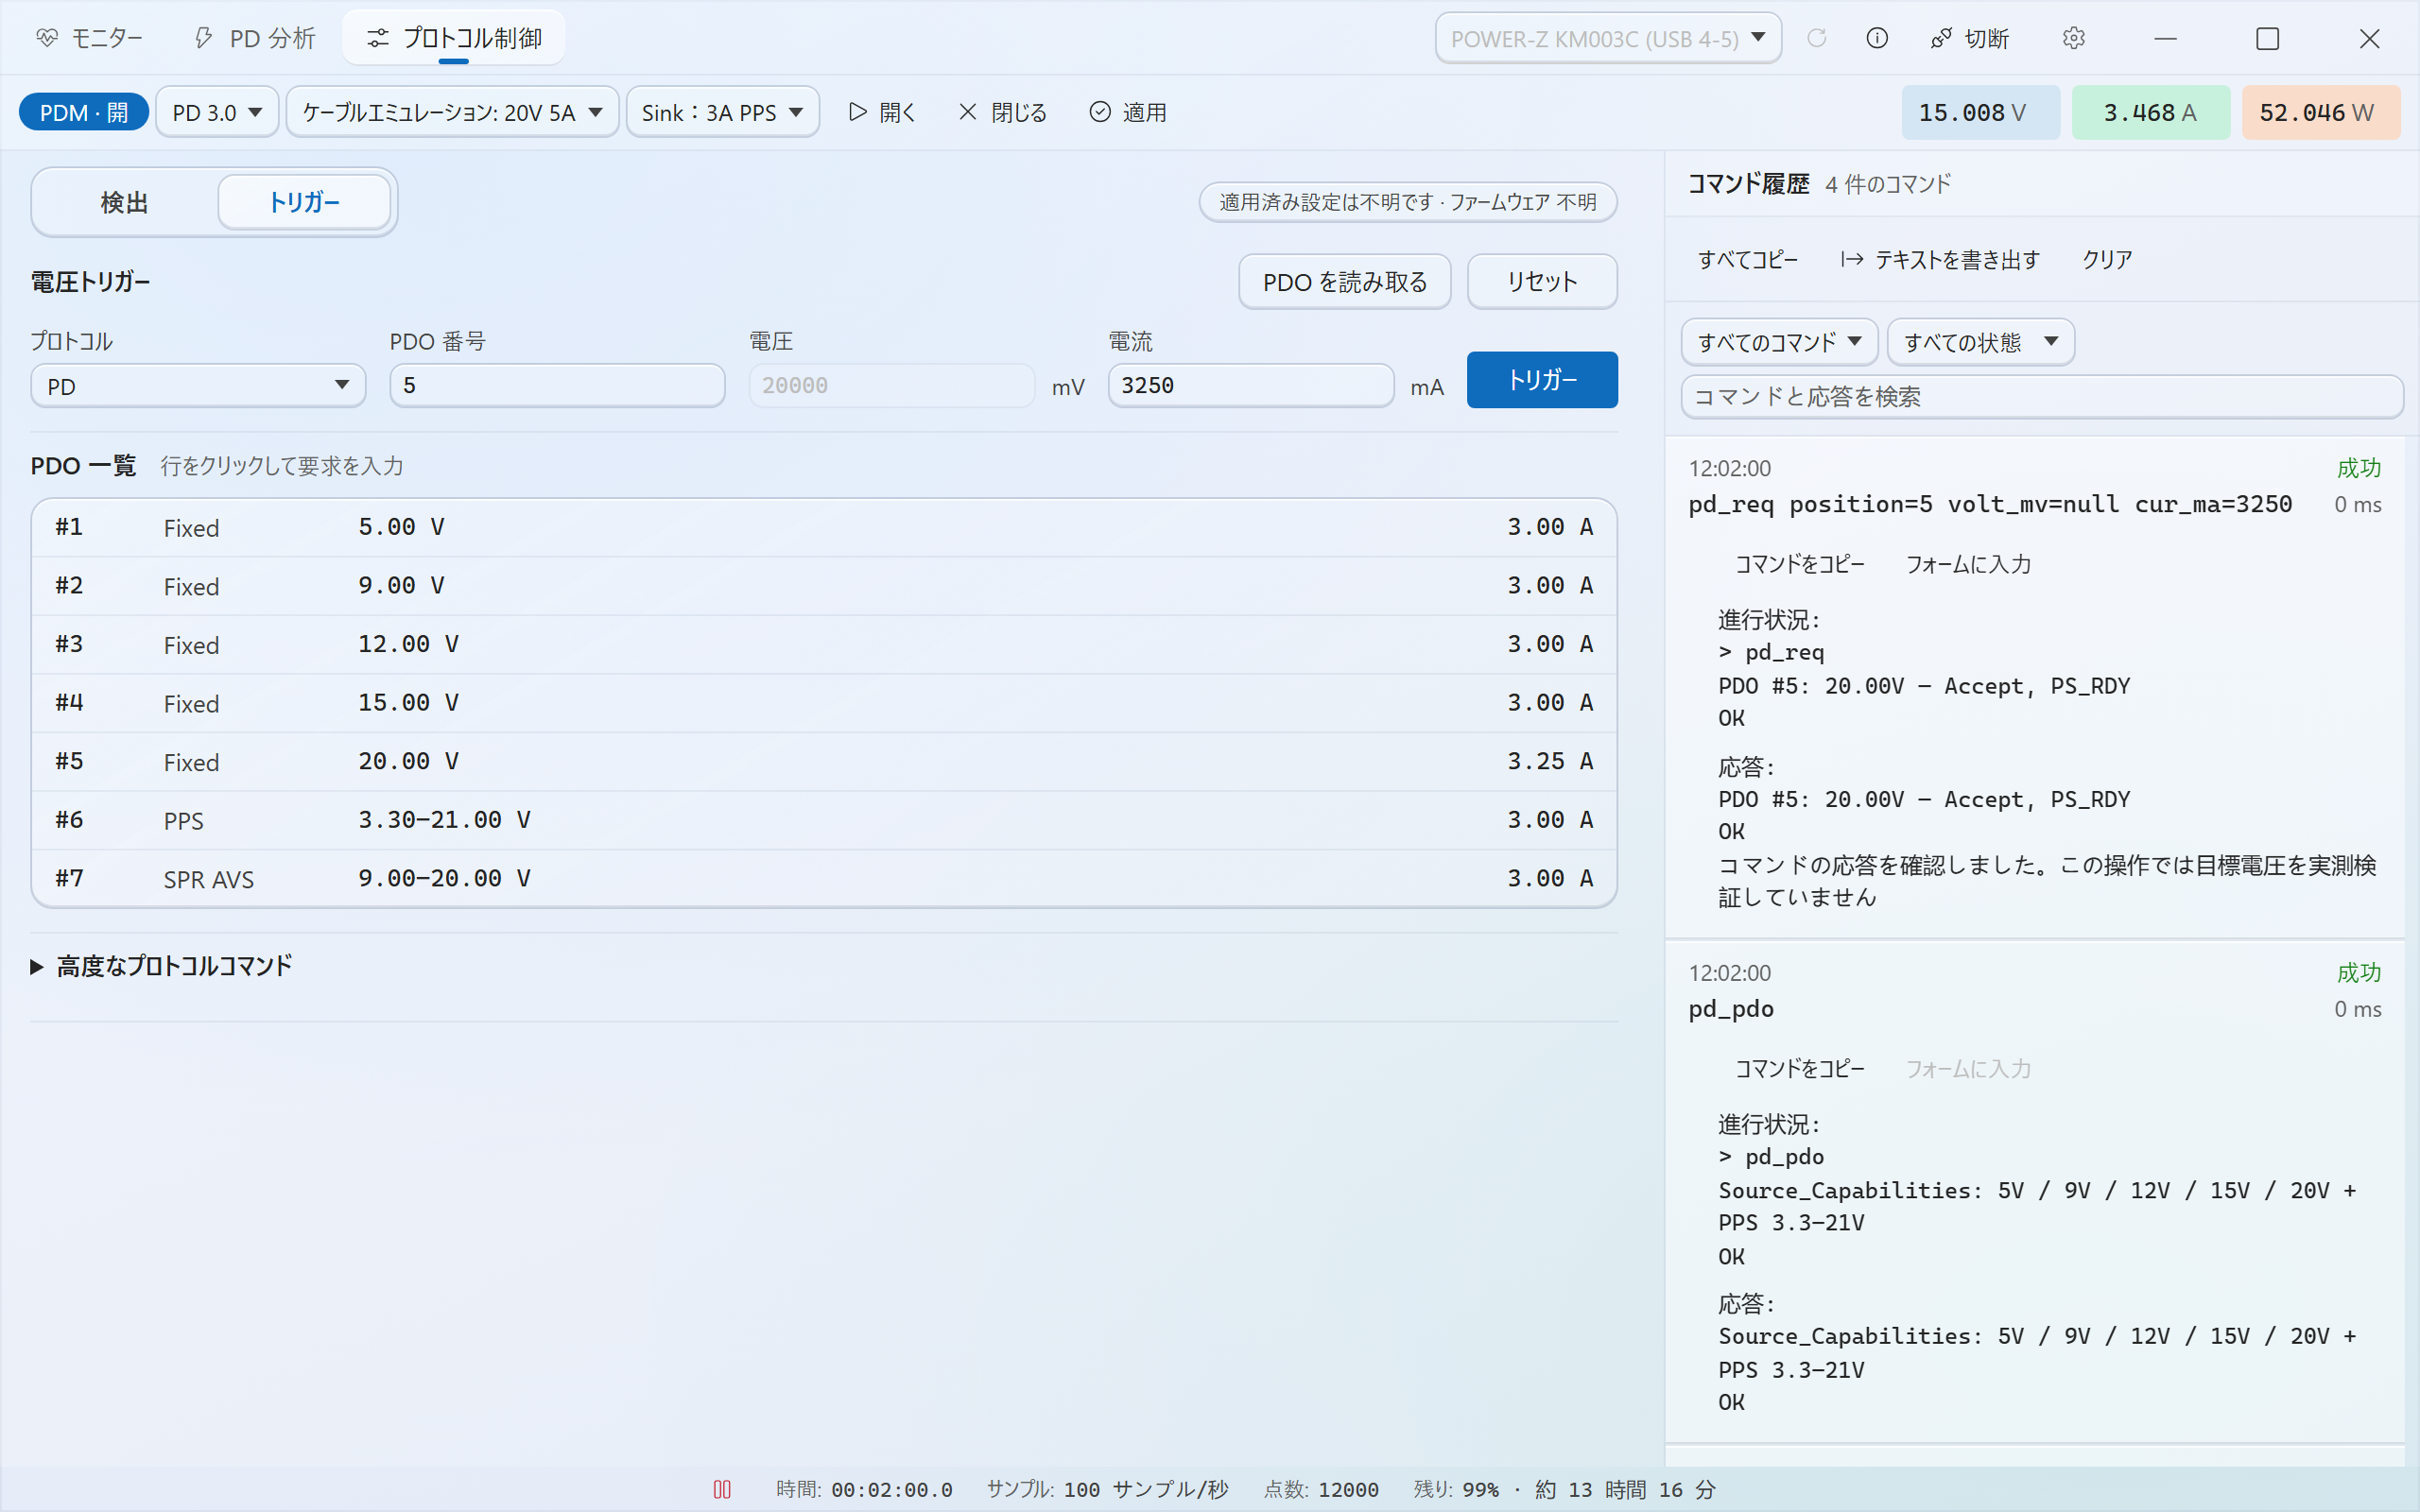 モニター
PD 分析
プロトコル制御
POWER-Z KM003C (USB 4-5)
切断
PDM · 開
PD 3.0
ケーブルエミュレーション: 20V 5A
Sink：3A PPS
開く
閉じる
適用
15.008 V
3.468 A
52.046 W
検出
トリガー
適用済み設定は不明です · ファームウェア 不明
電圧トリガー
PDO を読み取る
リセット
プロトコル
PDO 番号
電圧
電流
PD
5
20000 mV
3250 mA
トリガー
PDO 一覧 行をクリックして要求を入力
#1 Fixed 5.00 V 3.00 A
#2 Fixed 9.00 V 3.00 A
#3 Fixed 12.00 V 3.00 A
#4 Fixed 15.00 V 3.00 A
#5 Fixed 20.00 V 3.25 A
#6 PPS 3.30–21.00 V 3.00 A
#7 SPR AVS 9.00–20.00 V 3.00 A
高度なプロトコルコマンド
コマンド履歴 4 件のコマンド
すべてコピー
テキストを書き出す
クリア
すべてのコマンド
すべての状態
コマンドと応答を検索
12:02:00 成功
pd_req position=5 volt_mv=null cur_ma=3250 0 ms
コマンドをコピー フォームに入力
進行状況:
> pd_req
PDO #5: 20.00V — Accept, PS_RDY
OK
応答:
PDO #5: 20.00V — Accept, PS_RDY
OK
コマンドの応答を確認しました。この操作では目標電圧を実測検
証していません
12:02:00 成功
pd_pdo 0 ms
コマンドをコピー フォームに入力
進行状況:
> pd_pdo
Source_Capabilities: 5V / 9V / 12V / 15V / 20V +
PPS 3.3–21V
OK
応答:
Source_Capabilities: 5V / 9V / 12V / 15V / 20V +
PPS 3.3–21V
OK
時間: 00:02:00.0 サンプル: 100 サンプル/秒 点数: 12000 残り: 99% · 約 13 時間 16 分